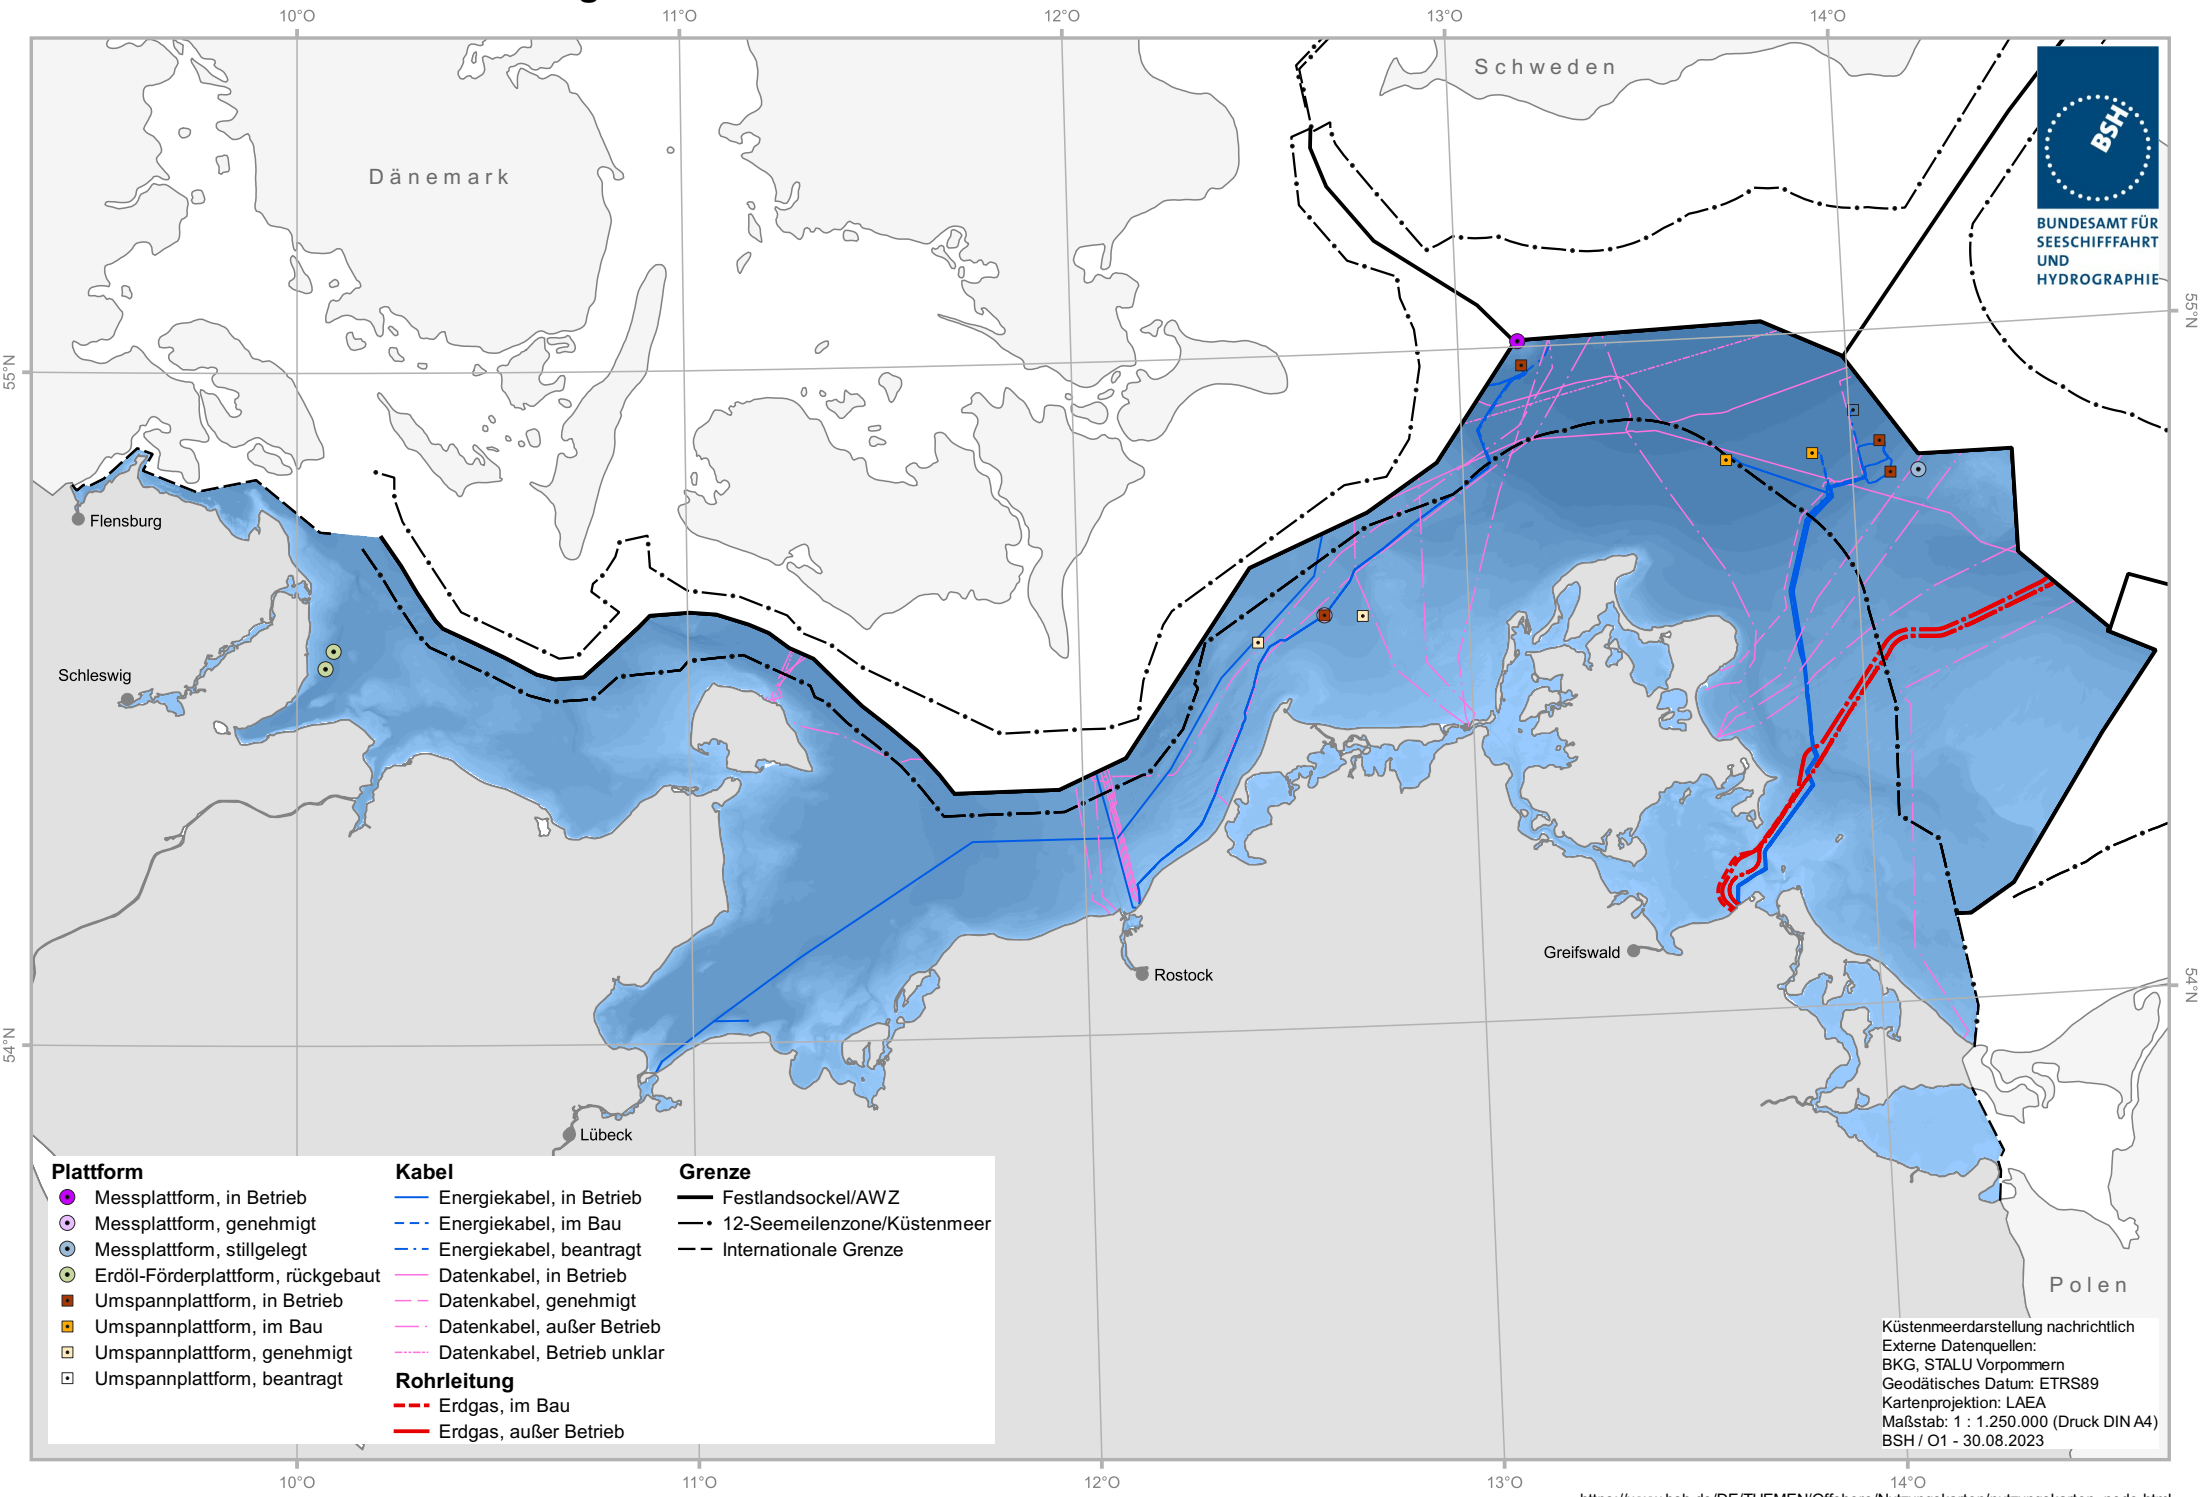 10°O
11°O
12°O
13°O
14°O
Schweden
Dänemark
BSH
BUNDESAMT FÜR
SEESCHIFFFAHRT
UND
HYDROGRAPHIE
55°N
55°N
Flensburg
Schleswig
Greifswald
Rostock
54°N
54°N
Lübeck
Polen
Plattform
Messplattform, in Betrieb
Messplattform, genehmigt
Messplattform, stillgelegt
Erdöl-Förderplattform, rückgebaut
Umspannplattform, in Betrieb
Umspannplattform, im Bau
Umspannplattform, genehmigt
Umspannplattform, beantragt
Kabel
Energiekabel, in Betrieb
Energiekabel, im Bau
Energiekabel, beantragt
Datenkabel, in Betrieb
Datenkabel, genehmigt
Datenkabel, außer Betrieb
Datenkabel, Betrieb unklar
Rohrleitung
Erdgas, im Bau
Erdgas, außer Betrieb
Grenze
Festlandsockel/AWZ
12-Seemeilenzone/Küstenmeer
Internationale Grenze
Küstenmeerdarstellung nachrichtlich
Externe Datenquellen:
BKG, STALU Vorpommern
Geodätisches Datum: ETRS89
Kartenprojektion: LAEA
Maßstab: 1 : 1.250.000 (Druck DIN A4)
BSH / O1 - 30.08.2023
10°O
11°O
12°O
13°O
14°O